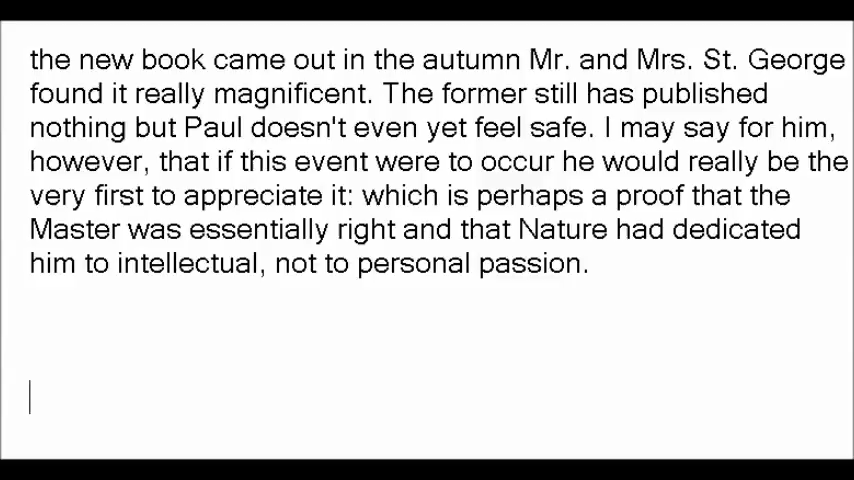 the new book came out in the autumn Mr. and Mrs. St. George
found it really magnificent. The former still has published
nothing but Paul doesn't even yet feel safe. I may say for him,
however, that if this event were to occur he would really be the
very first to appreciate it: which is perhaps a proof that the
Master was essentially right and that Nature had dedicated
him to intellectual, not to personal passion.